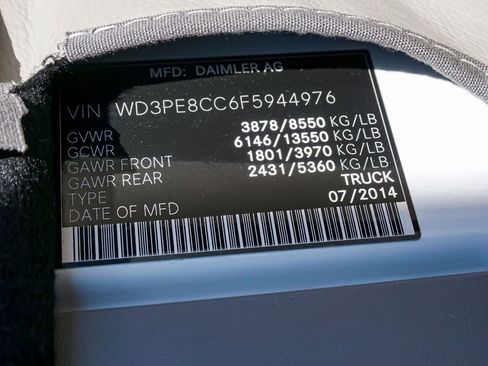 MFD: DAIMLER AG
VIN WD3PE8CC6F5944976
GVWR 3878/8550 KG/LB
GCWR 6146/13550 KG/LB
GAWR FRONT 1801/3970 KG/LB
GAWR REAR 2431/5360 KG/LB
TYPE TRUCK
DATE OF MFD 07/2014